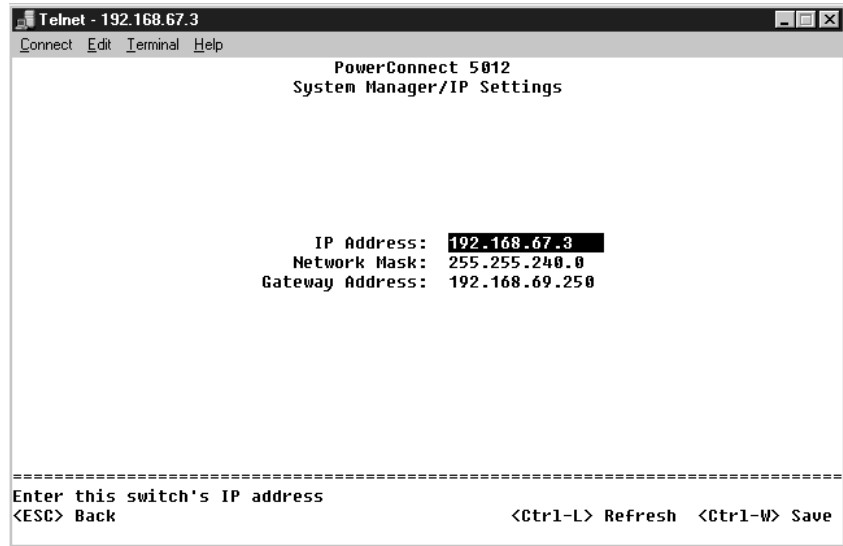 Telnet - 192.168.67.3
Connect Edit Terminal Help
PowerConnect 5012
System Manager/IP Settings
IP Address: 192.168.67.3
Network Mask: 255.255.240.0
Gateway Address: 192.168.69.250
================================================================================
Enter this switch's IP address
<ESC> Back <Ctrl-L> Refresh <Ctrl-W> Save